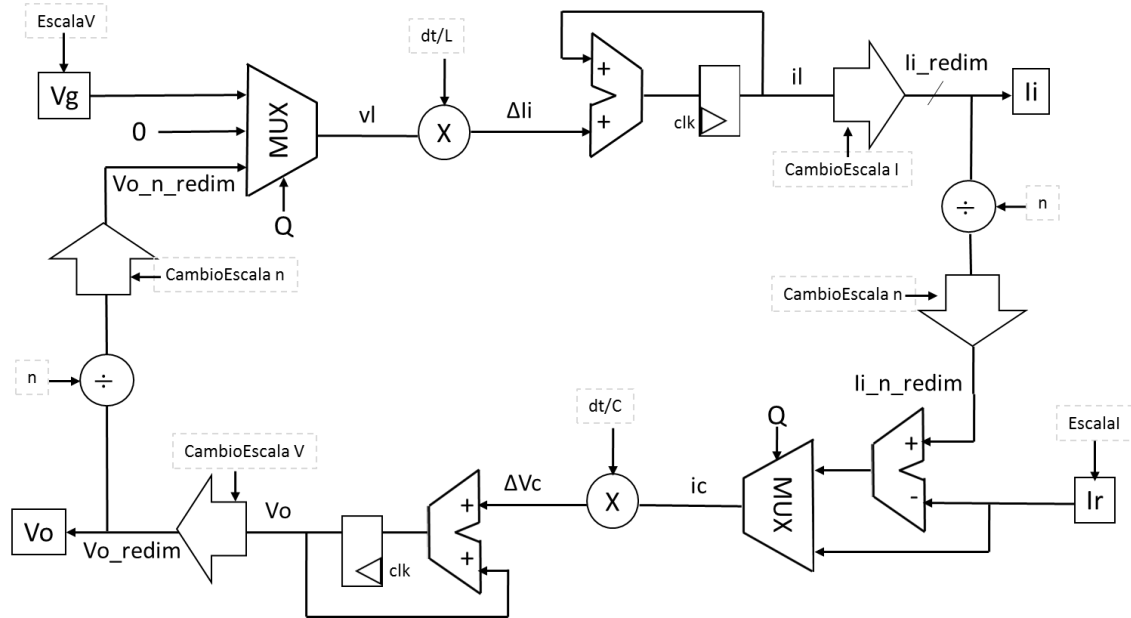 EscalaV
Vg
0
Vo_n_redim
MUX
Q
vl
dt/L
X
ΔIi
+
+
clk
il
CambioEscala I
Ii_redim
Ii
÷
n
CambioEscala n
CambioEscala n
Ii_n_redim
n
÷
EscalaI
Ir
+
-
Q
MUX
ic
dt/C
X
ΔVc
+
+
clk
Vo
CambioEscala V
Vo_redim
Vo